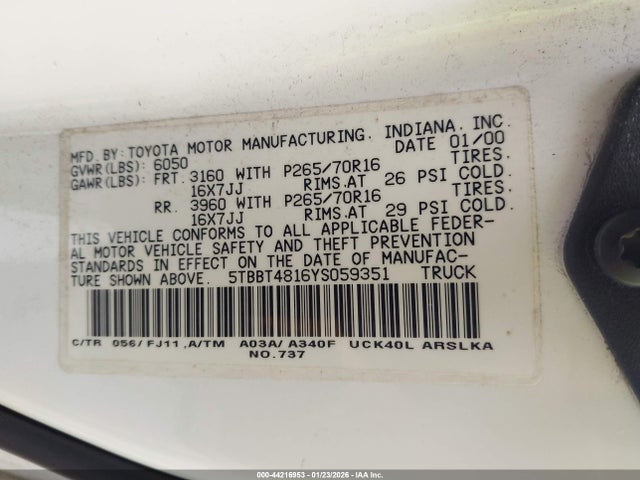 MFD. BY: TOYOTA MOTOR MANUFACTURING, INDIANA, INC.
GVWR(LBS): 6050 DATE 01/00
GAWR(LBS): FRT. 3160 WITH P265/70R16 TIRES.
16X7JJ RIMS.AT 26 PSI COLD.
RR. 3960 WITH P265/70R16 TIRES.
16X7JJ RIMS.AT 29 PSI COLD.
THIS VEHICLE CONFORMS TO ALL APPLICABLE FEDER-
AL MOTOR VEHICLE SAFETY AND THEFT PREVENTION
STANDARDS IN EFFECT ON THE DATE OF MANUFAC-
TURE SHOWN ABOVE. 5TBBT4816YS059351 TRUCK
C/TR 056/FJ11,A/TM A03A/A340F UCK40L ARSLKA
NO.737
000-44216953 - 01/23/2026 - IAAI.COM